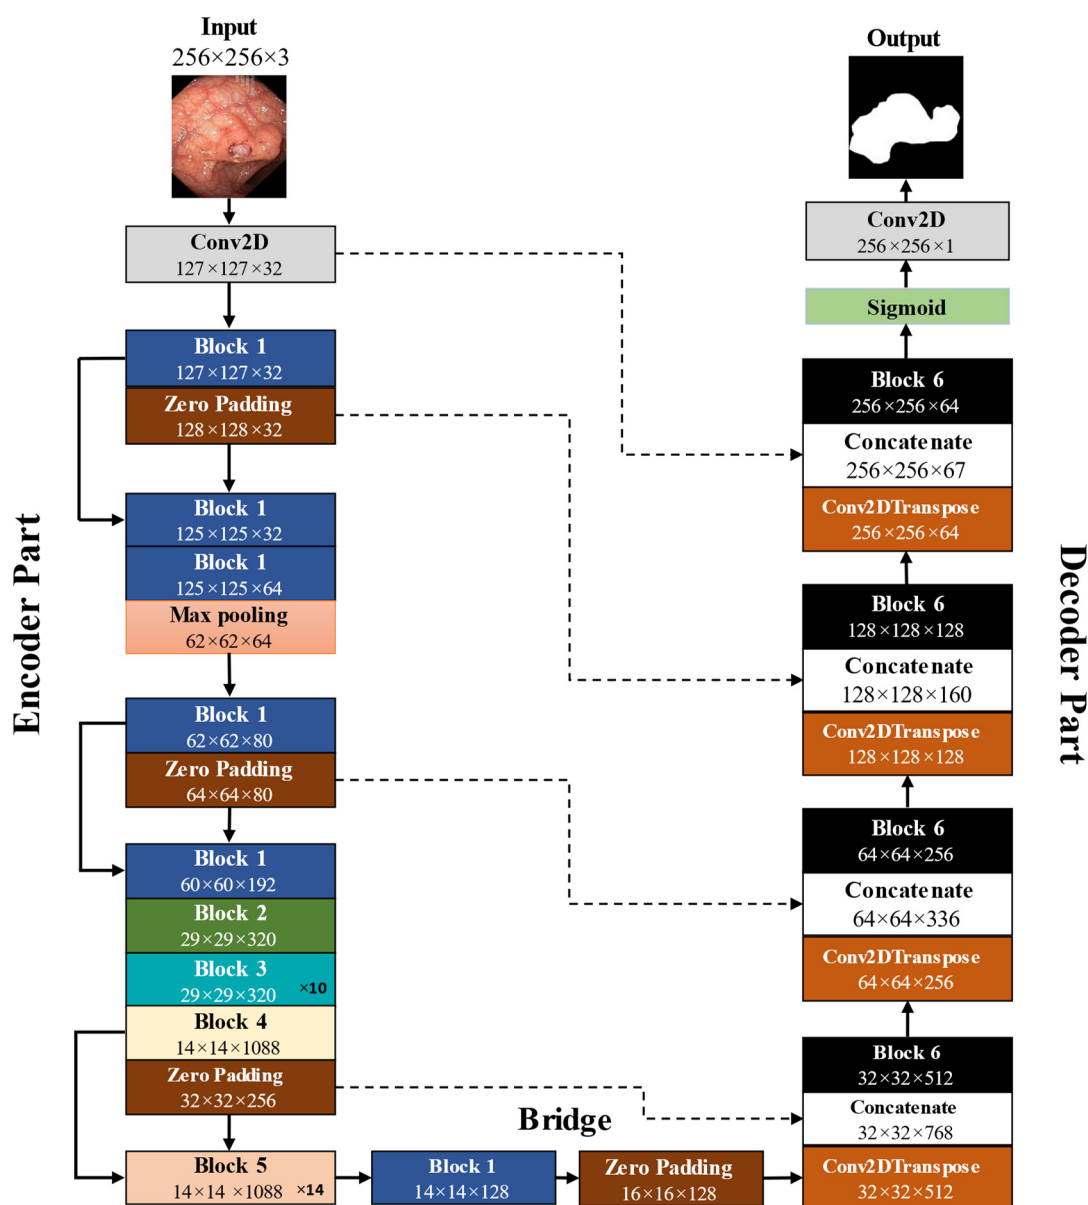 Input
256×256×3
Conv2D
127×127×32
Block 1
127×127×32
Zero Padding
128×128×32
Block 1
125×125×32
Block 1
125×125×64
Max pooling
62×62×64
Block 1
62×62×80
Zero Padding
64×64×80
Block 1
60×60×192
Block 2
29×29×320
Block 3
29×29×320 ×10
Block 4
14×14×1088
Zero Padding
32×32×256
Block 5
14×14 ×1088 ×14
Encoder Part
Bridge
Block 1
14×14×128
Zero Padding
16×16×128
Output
Conv2D
256×256×1
Sigmoid
Block 6
256×256×64
Concatenate
256×256×67
Conv2DTranspose
256×256×64
Block 6
128×128×128
Concatenate
128×128×160
Conv2DTranspose
128×128×128
Block 6
64×64×256
Concatenate
64×64×336
Conv2DTranspose
64×64×256
Block 6
32×32×512
Concatenate
32×32×768
Conv2DTranspose
32×32×512
Decoder Part